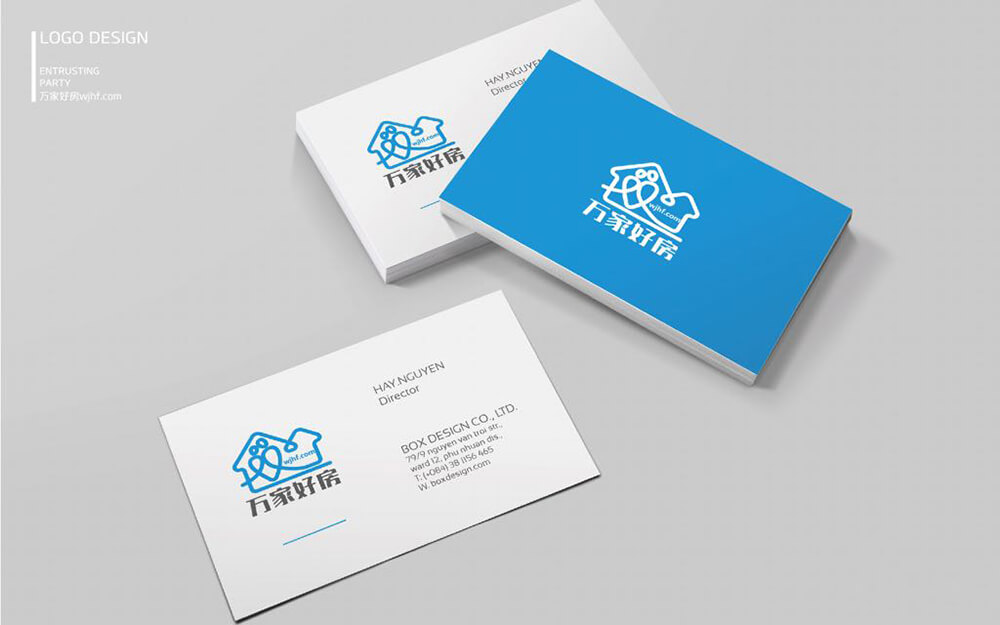 LOGO DESIGN
ENTRUSTING
PARTY
万家好房wjhf.com
HAY.NGUYEN
Director
wjhf.com
万家好房
wjhf.com
万家好房
HAY.NGUYEN
Director
BOX DESIGN CO., LTD.
79/9 nguyen van troi str.,
ward 12, phu nhuan dis.,
T: (+084) 38 1156 465
W. boxdesign.com
wjhf.com
万家好房